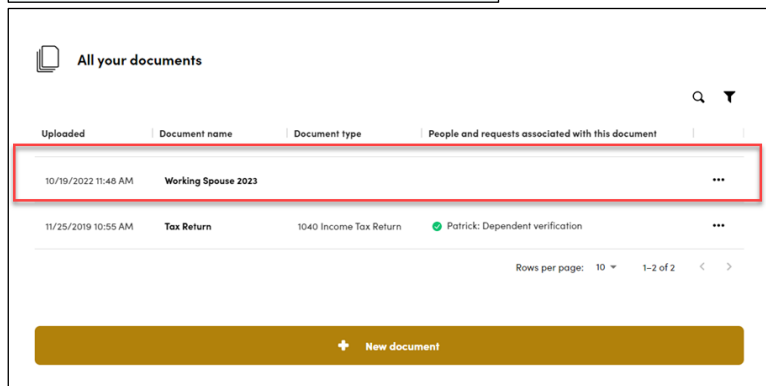 All your documents
Uploaded Document name Document type People and requests associated with this document
10/19/2022 11:48 AM Working Spouse 2023
11/25/2019 10:55 AM Tax Return 1040 Income Tax Return Patrick: Dependent verification
Rows per page: 10 1–2 of 2
New document